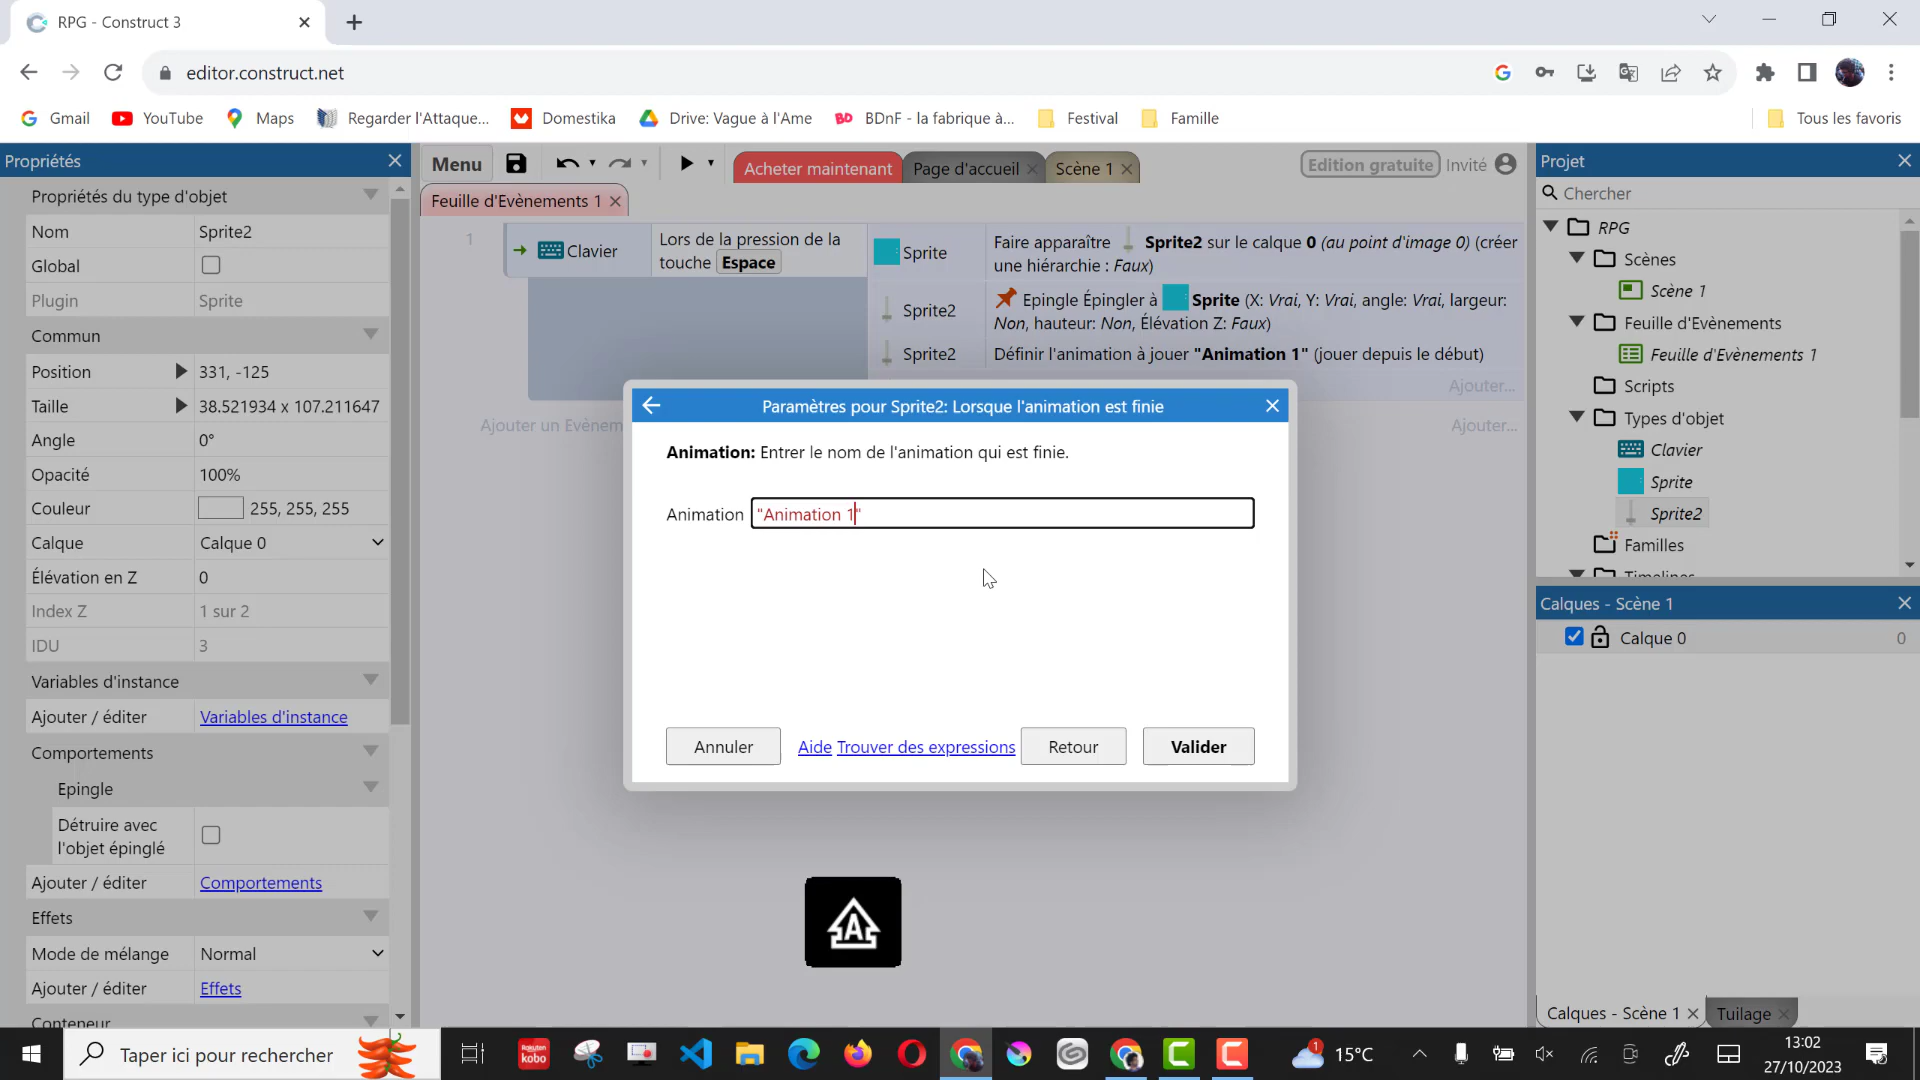 RPG - Construct 3
editor.construct.net
Gmail
YouTube
Maps
Regarder l'Attaque...
Domestika
Drive: Vague à l'Ame
BDnF - la fabrique à...
Festival
Famille
Tous les favoris
Propriétés
Propriétés du type d'objet
Nom Sprite2
Global
Plugin Sprite
Commun
Position 331, -125
Taille 38.521934 x 107.211647
Angle 0°
Opacité 100%
Couleur 255, 255, 255
Calque Calque 0
Élévation en Z 0
Index Z 1 sur 2
IDU 3
Variables d'instance
Ajouter / éditer Variables d'instance
Comportements
Epingle
Détruire avec
l'objet épinglé
Ajouter / éditer Comportements
Effets
Mode de mélange Normal
Ajouter / éditer Effets
Conteneur
Menu
Acheter maintenant
Page d'accueil
Scène 1
Edition gratuite
Invité
Feuille d'Evènements 1
1
Clavier
Lors de la pression de la
touche Espace
Sprite
Faire apparaître Sprite2 sur le calque 0 (au point d'image 0) (créer
une hiérarchie : Faux)
Sprite2
Epingle Épingler à Sprite (X: Vrai, Y: Vrai, angle: Vrai, largeur:
Non, hauteur: Non, Élévation Z: Faux)
Sprite2
Définir l'animation à jouer "Animation 1" (jouer depuis le début)
Ajouter...
Ajouter un Evènem
Ajouter...
Paramètres pour Sprite2: Lorsque l'animation est finie
Animation: Entrer le nom de l'animation qui est finie.
Animation "Animation 1"
Annuler
Aide
Trouver des expressions
Retour
Valider
A
Projet
Chercher
RPG
Scènes
Scène 1
Feuille d'Evènements
Feuille d'Evènements 1
Scripts
Types d'objet
Clavier
Sprite
Sprite2
Familles
Timelines
Calques - Scène 1
Calque 0 0
Calques - Scène 1
Tuilage
Taper ici pour rechercher
Rakuten
kobo
1
15°C
13:02
27/10/2023